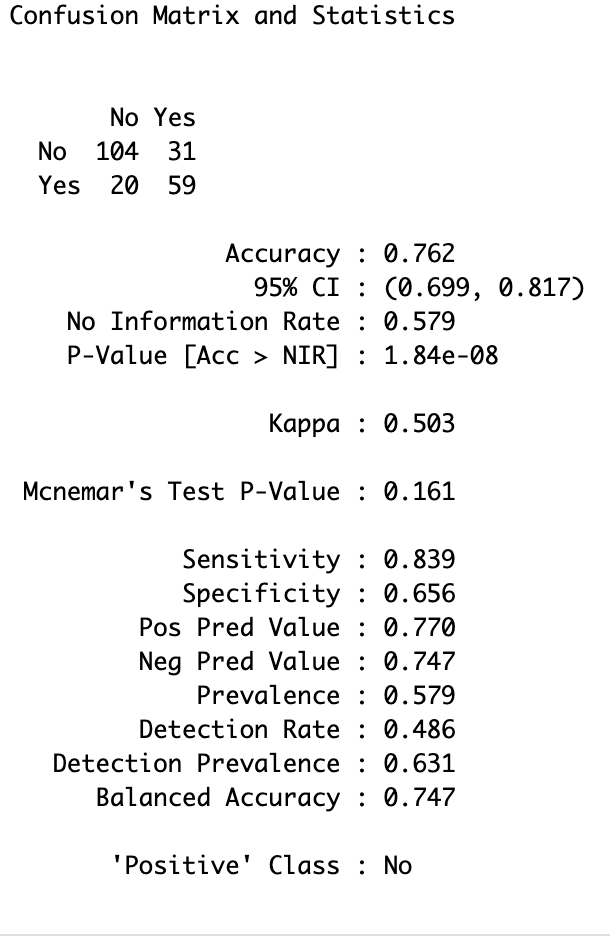 Confusion Matrix and Statistics
No Yes
No 104 31
Yes 20 59
Accuracy : 0.762
95% CI : (0.699, 0.817)
No Information Rate : 0.579
P-Value [Acc > NIR] : 1.84e-08
Kappa : 0.503
Mcnemar's Test P-Value : 0.161
Sensitivity : 0.839
Specificity : 0.656
Pos Pred Value : 0.770
Neg Pred Value : 0.747
Prevalence : 0.579
Detection Rate : 0.486
Detection Prevalence : 0.631
Balanced Accuracy : 0.747
'Positive' Class : No